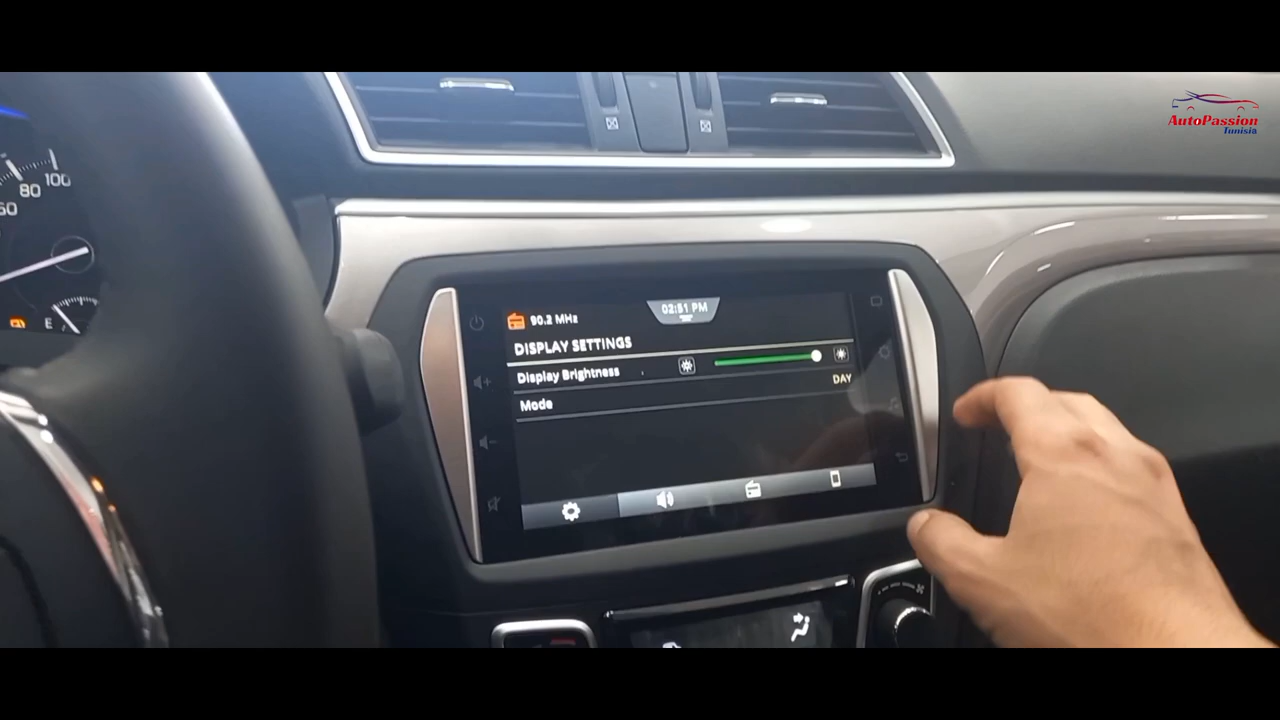 AutoPassion
Tunisia
80
100
60
E
90.2 MHz
02:51 PM
DISPLAY SETTINGS
Display Brightness
Mode
DAY